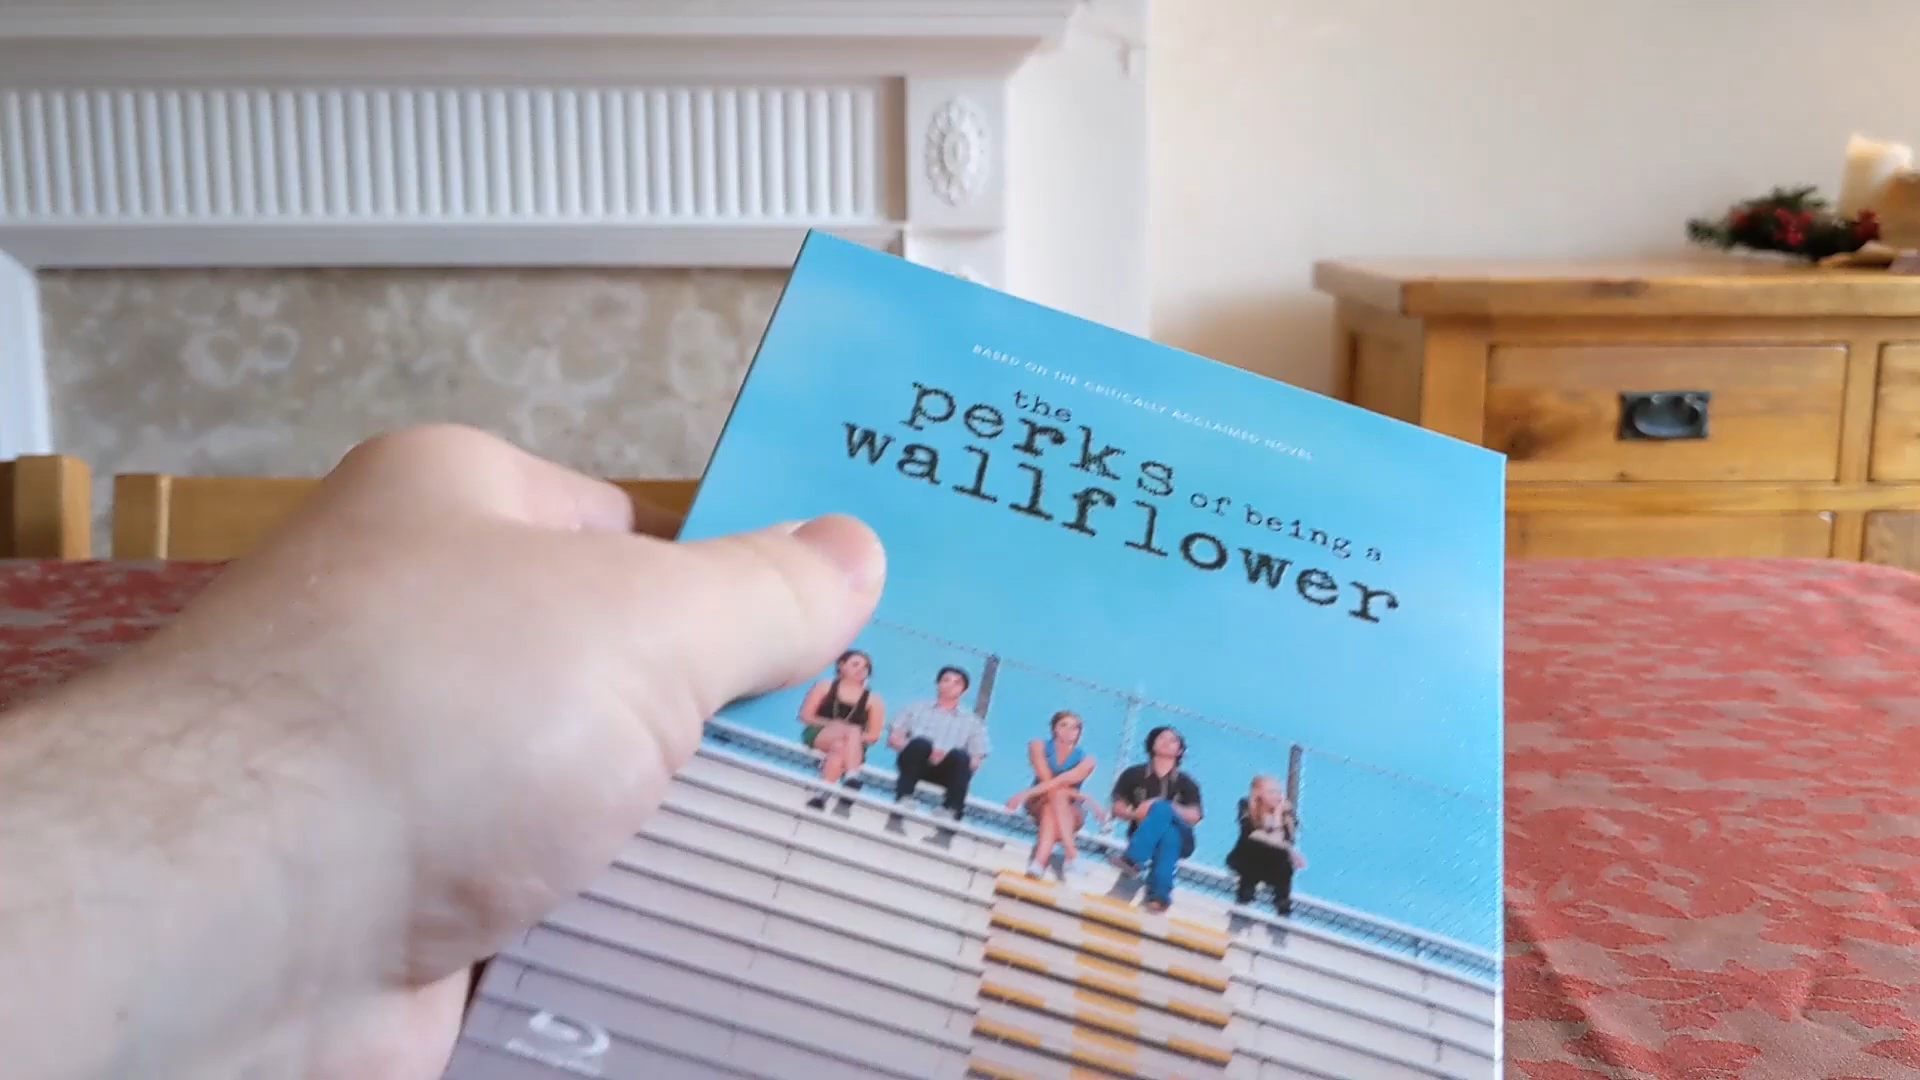 BASED ON THE CRITICALLY ACCLAIMED NOVEL
the
perks of being a
wallflower